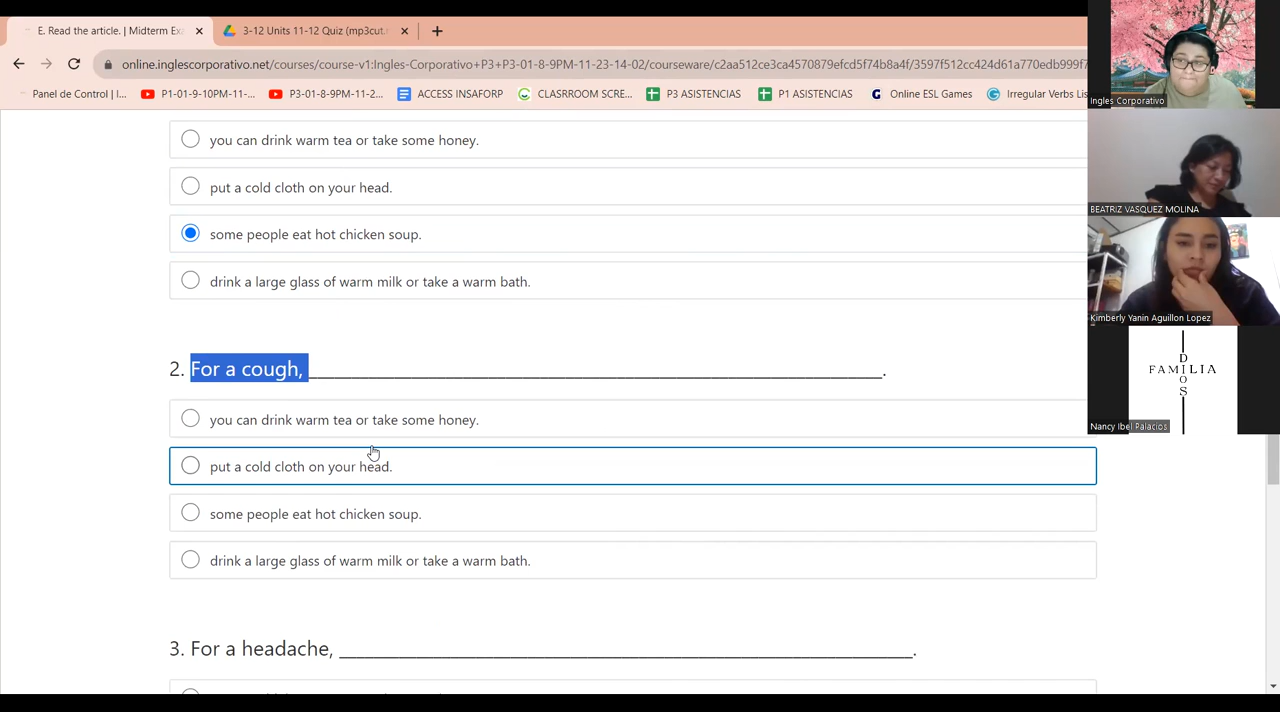 E. Read the article. | Midterm Exa
3-12 Units 11-12 Quiz (mp3cut.
online.inglescorporativo.net/courses/course-v1:Ingles-Corporativo+P3+P3-01-8-9PM-11-23-14-02/courseware/c2aa512ce3ca4570879efcd5f74b8a4f/3597f512cc424d61a770edb999f7
Panel de Control | I...
P1-01-9-10PM-11-...
P3-01-8-9PM-11-2...
ACCESS INSAFORP
CLASRROOM SCRE...
P3 ASISTENCIAS
P1 ASISTENCIAS
Online ESL Games
Irregular Verbs Lis
you can drink warm tea or take some honey.
put a cold cloth on your head.
some people eat hot chicken soup.
drink a large glass of warm milk or take a warm bath.
2. For a cough, ______________________________.
you can drink warm tea or take some honey.
put a cold cloth on your head.
some people eat hot chicken soup.
drink a large glass of warm milk or take a warm bath.
3. For a headache, ______________________________.
Ingles Corporativo
BEATRIZ VASQUEZ MOLINA
Kimberly Yanin Aguillon Lopez
DIOS
FAMILIA
Nancy Ibel Palacios